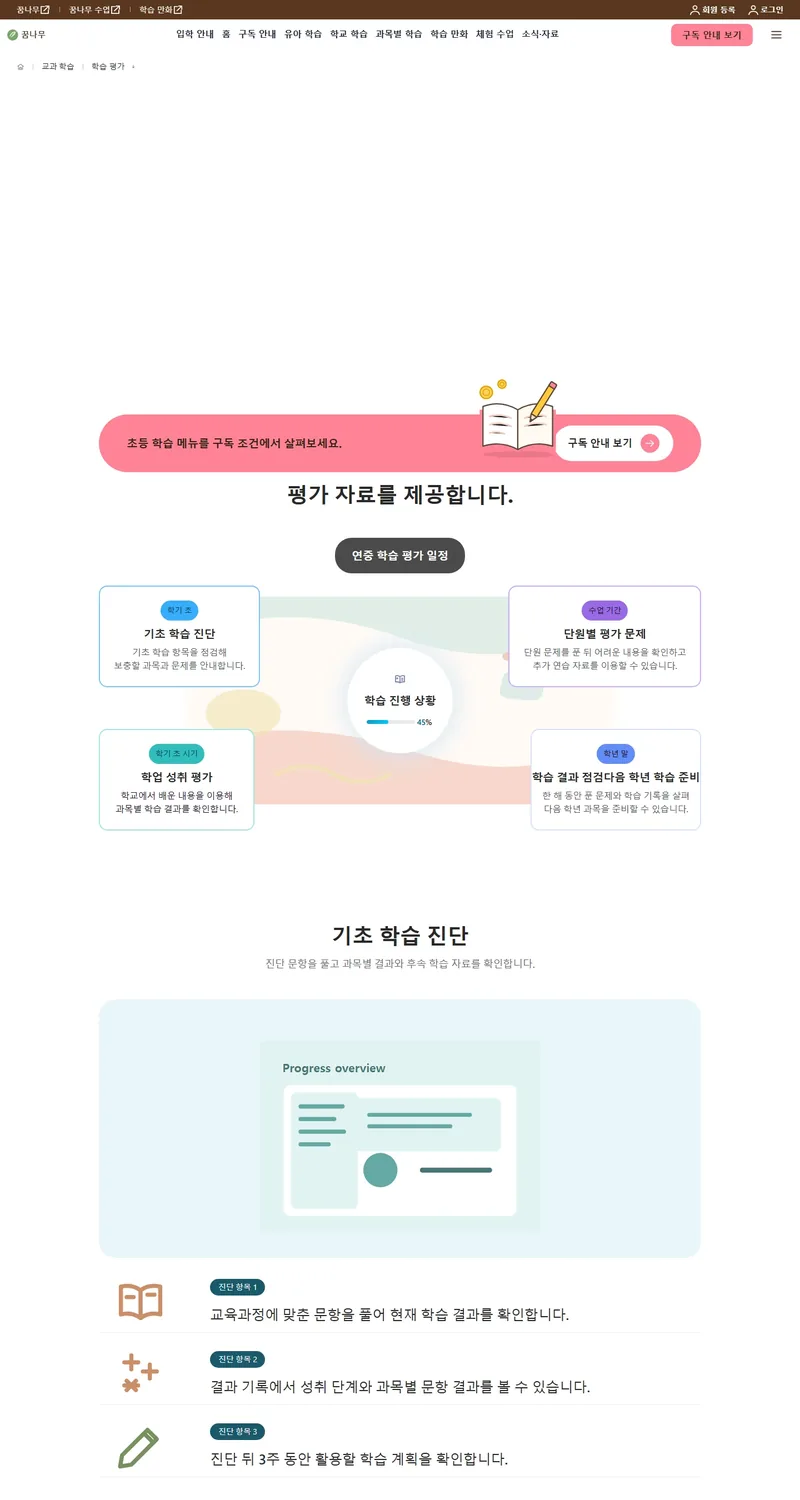 꿈나무
꿈나무 수업
학습 만화
회원 등록
로그인
꿈나무
입학 안내
홈
구독 안내
유아 학습
학교 학습
과목별 학습
학습 만화
체험 수업
소식·자료
구독 안내 보기
교과 학습
학습 평가
초등 학습 메뉴를 구독 조건에서 살펴보세요.
구독 안내 보기
평가 자료를 제공합니다.
연중 학습 평가 일정
학기 초
기초 학습 진단
기초 학습 항목을 점검해
보충할 과목과 문제를 안내합니다.
수업 기간
단원별 평가 문제
단원 문제를 푼 뒤 어려운 내용을 확인하고
추가 연습 자료를 이용할 수 있습니다.
학습 진행 상황
45%
학기 초 시기
학업 성취 평가
학교에서 배운 내용을 이용해
과목별 학습 결과를 확인합니다.
학년 말
학습 결과 점검다음 학년 학습 준비
한 해 동안 푼 문제와 학습 기록을 살펴
다음 학년 과목을 준비할 수 있습니다.
기초 학습 진단
진단 문항을 풀고 과목별 결과와 후속 학습 자료를 확인합니다.
Progress overview
진단 항목 1
교육과정에 맞춘 문항을 풀어 현재 학습 결과를 확인합니다.
진단 항목 2
결과 기록에서 성취 단계와 과목별 문항 결과를 볼 수 있습니다.
진단 항목 3
진단 뒤 3주 동안 활용할 학습 계획을 확인합니다.